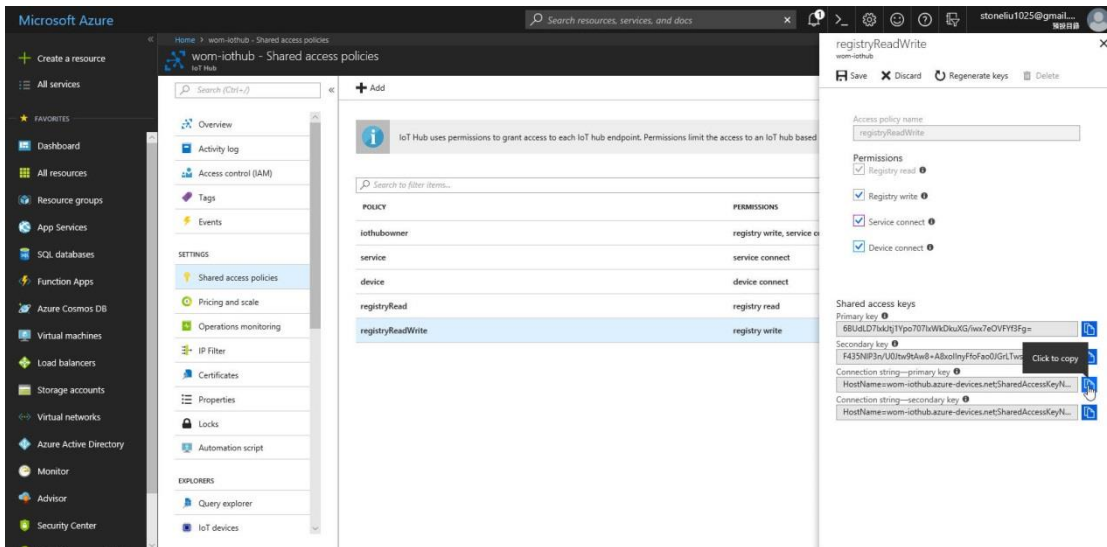 Microsoft Azure
Search resources, services, and docs
stoneliu1025@gmail....
預設目錄
Create a resource
All services
FAVORITES
Dashboard
All resources
Resource groups
App Services
SQL databases
Function Apps
Azure Cosmos DB
Virtual machines
Load balancers
Storage accounts
Virtual networks
Azure Active Directory
Monitor
Advisor
Security Center
Home > wom-iothub - Shared access policies
wom-iothub - Shared access policies
IoT Hub
Search (Ctrl+/)
Overview
Activity log
Access control (IAM)
Tags
Events
SETTINGS
Shared access policies
Pricing and scale
Operations monitoring
IP Filter
Certificates
Properties
Locks
Automation script
EXPLORERS
Query explorer
IoT devices
Add
IoT Hub uses permissions to grant access to each IoT hub endpoint. Permissions limit the access to an IoT hub based
Search to filter items...
POLICY PERMISSIONS
iothubowner registry write, service c
service service connect
device device connect
registryRead registry read
registryReadWrite registry write
registryReadWrite
wom-iothub
Save Discard Regenerate keys Delete
Access policy name
registryReadWrite
Permissions
Registry read
Registry write
Service connect
Device connect
Shared access keys
Primary key
Secondary key
Click to copy
Connection string—primary key
HostName=wom-iothub.azure-devices.net;SharedAccessKeyN...
Connection string—secondary key
HostName=wom-iothub.azure-devices.net;SharedAccessKeyN...